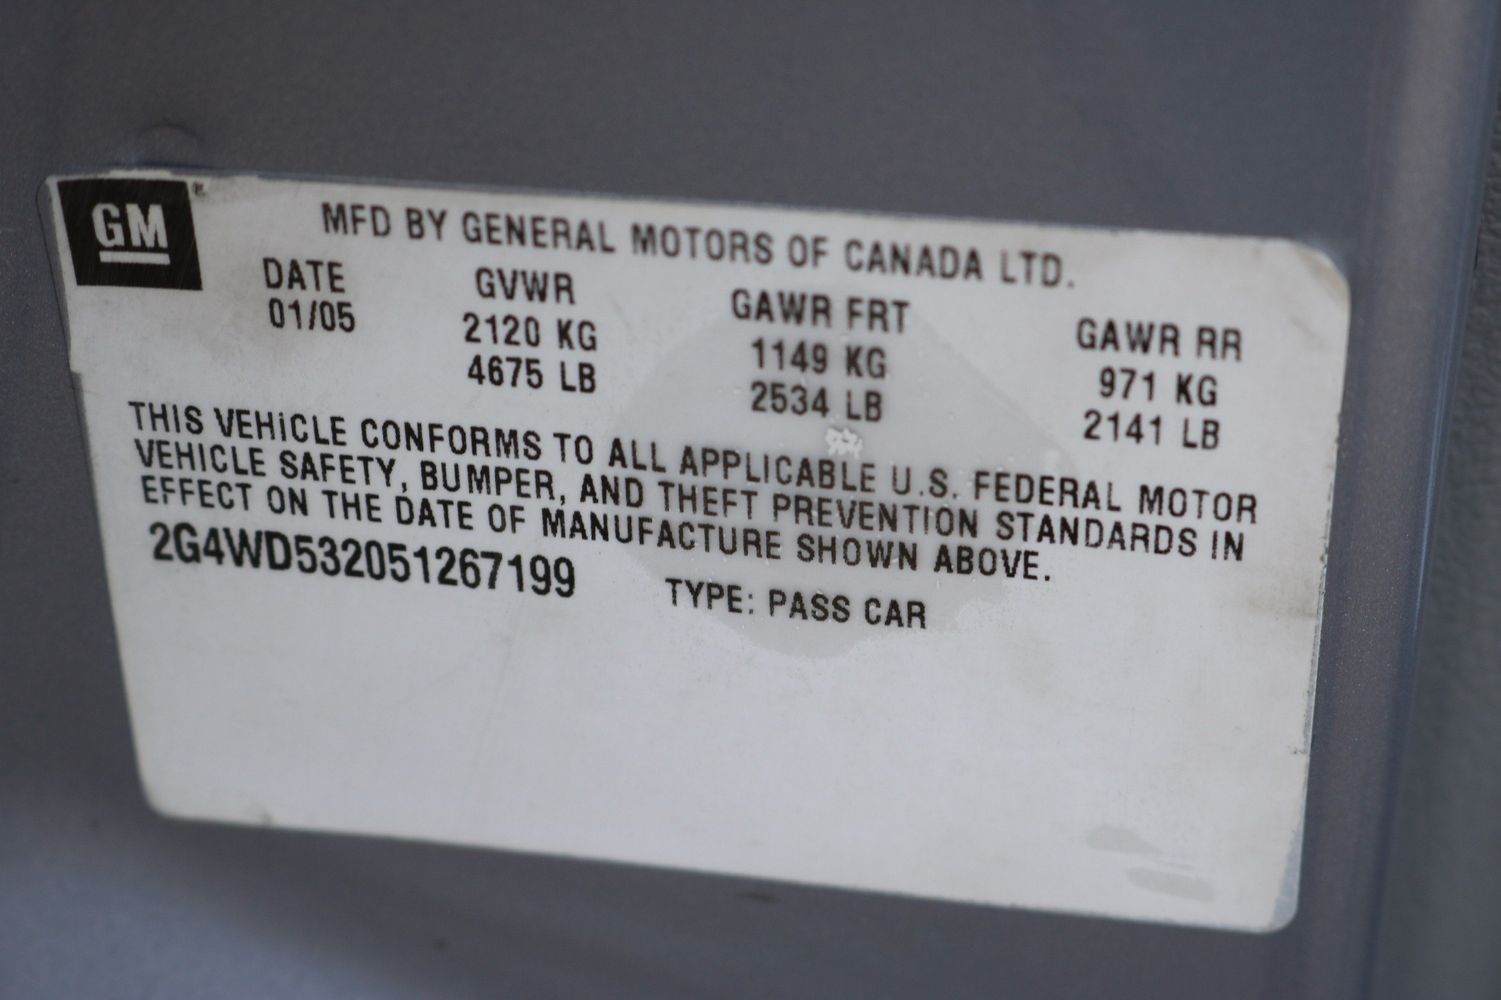 GM
MFD BY GENERAL MOTORS OF CANADA LTD.
DATE GVWR GAWR FRT GAWR RR
01/05 2120 KG 1149 KG 971 KG
4675 LB 2534 LB 2141 LB
THIS VEHICLE CONFORMS TO ALL APPLICABLE U.S. FEDERAL MOTOR
VEHICLE SAFETY, BUMPER, AND THEFT PREVENTION STANDARDS IN
EFFECT ON THE DATE OF MANUFACTURE SHOWN ABOVE.
2G4WD532051267199 TYPE: PASS CAR